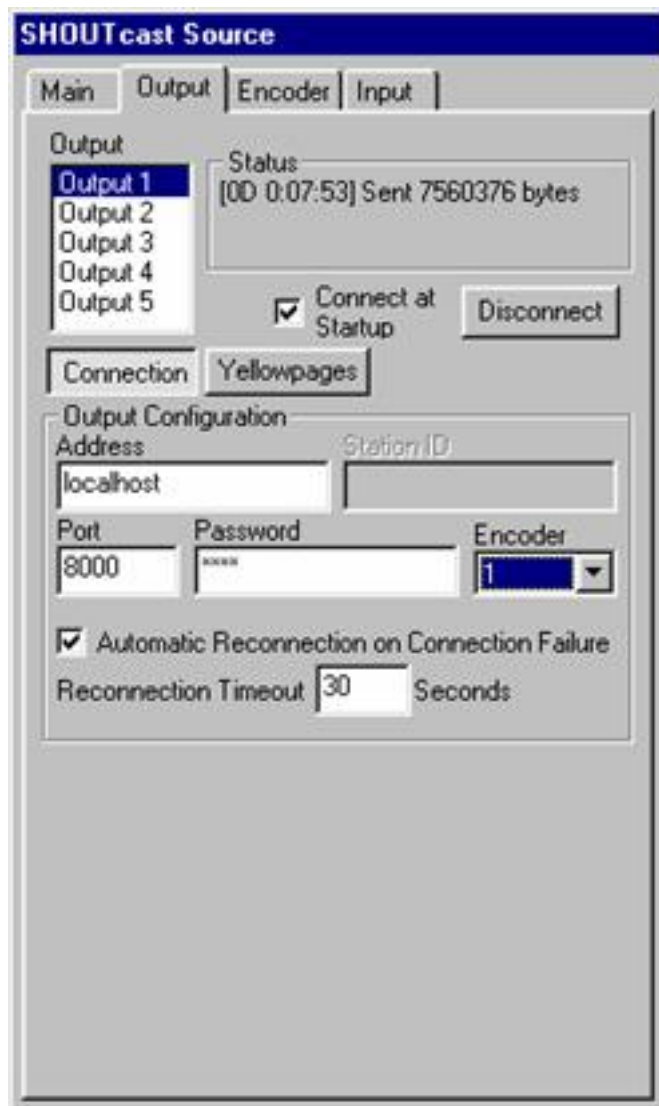 SHOUTcast Source
Main Output Encoder Input
Output
Output 1
Output 2
Output 3
Output 4
Output 5
Status
[0D 0:07:53] Sent 7560376 bytes
Connect at
Startup
Disconnect
Connection Yellowpages
Output Configuration
Address Station ID
localhost
Port Password Encoder
8000 **** 1
Automatic Reconnection on Connection Failure
Reconnection Timeout 30 Seconds